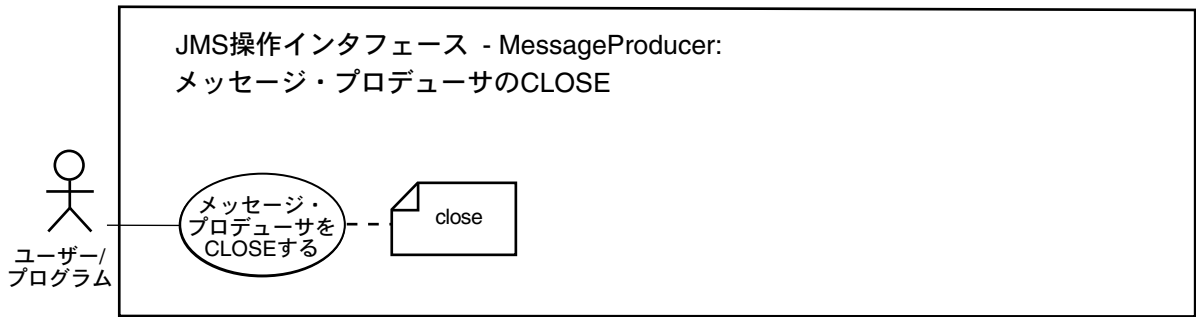 JMS操作インタフェース - MessageProducer:
メッセージ・プロデューサのCLOSE
メッセージ・
プロデューサを
CLOSEする
close
ユーザー/
プログラム